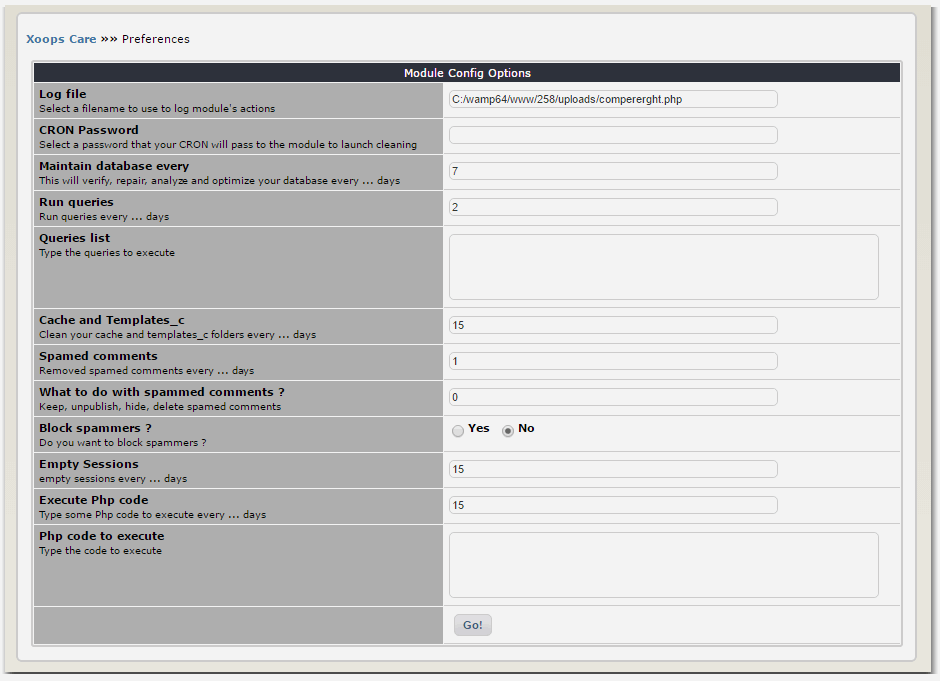 Xoops Care »» Preferences
Module Config Options
Log file
Select a filename to use to log module's actions
C:/wamp64/www/258/uploads/compererght.php
CRON Password
Select a password that your CRON will pass to the module to launch cleaning
Maintain database every
This will verify, repair, analyze and optimize your database every ... days
7
Run queries
Run queries every ... days
2
Queries list
Type the queries to execute
Cache and Templates_c
Clean your cache and templates_c folders every ... days
15
Spamed comments
Removed spamed comments every ... days
1
What to do with spammed comments ?
Keep, unpublish, hide, delete spamed comments
0
Block spammers ?
Do you want to block spammers ?
Yes No
Empty Sessions
empty sessions every ... days
15
Execute Php code
Type some Php code to execute every ... days
15
Php code to execute
Type the code to execute
Go!